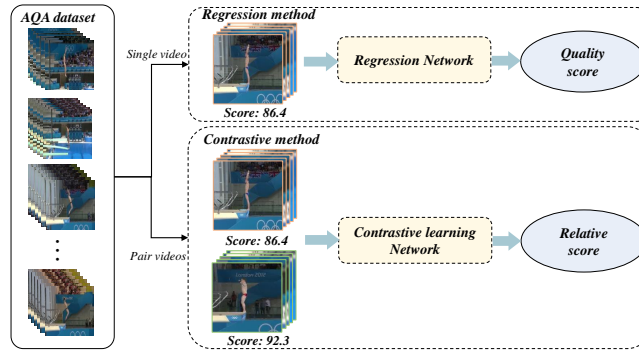 AQA dataset
Single video
Pair videos
Regression method
Score: 86.4
Regression Network
Quality
score
Contrastive method
Score: 86.4
Score: 92.3
Contrastive learning
Network
Relative
score